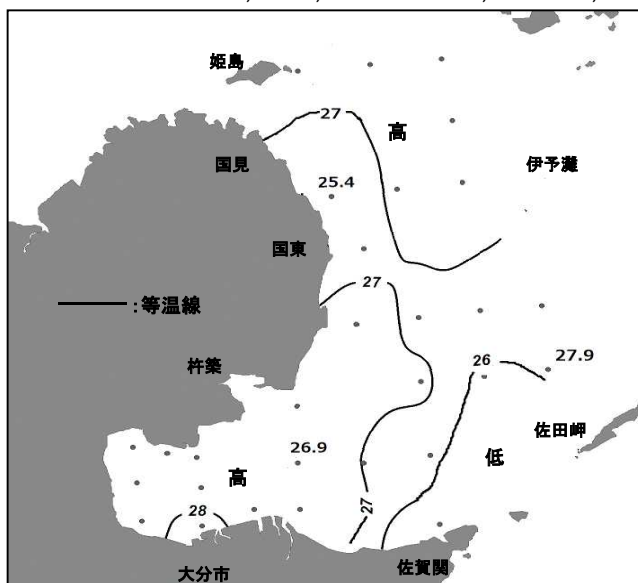 姫島
27
高
国見
伊予灘
25.4
国東
27
:等温線
杵築
26
27.9
佐田岬
26.9
低
高
28
27
大分市
佐賀関